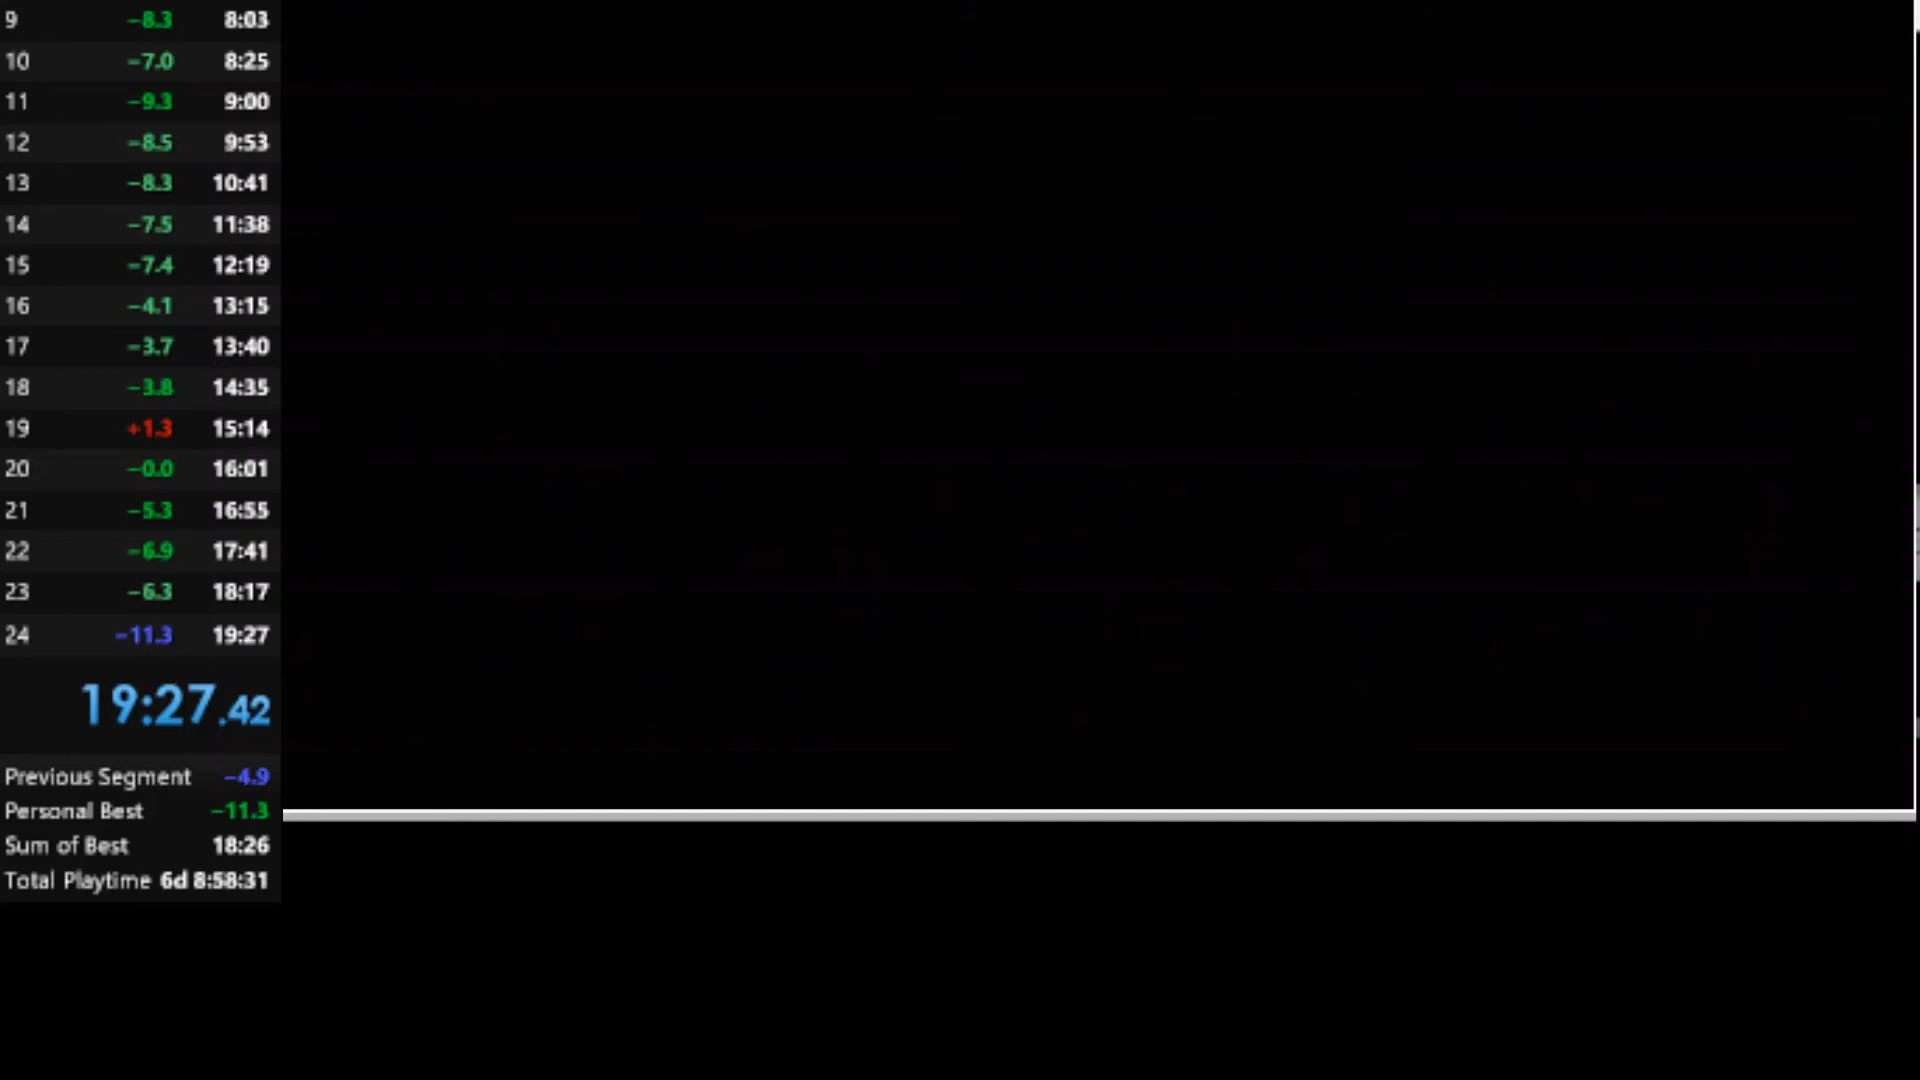 9 −8.3 8:03
10 −7.0 8:25
11 −9.3 9:00
12 −8.5 9:53
13 −8.3 10:41
14 −7.5 11:38
15 −7.4 12:19
16 −4.1 13:15
17 −3.7 13:40
18 −3.8 14:35
19 +1.3 15:14
20 −0.0 16:01
21 −5.3 16:55
22 −6.9 17:41
23 −6.3 18:17
24 −11.3 19:27
19:27.42
Previous Segment −4.9
Personal Best −11.3
Sum of Best 18:26
Total Playtime 6d 8:58:31